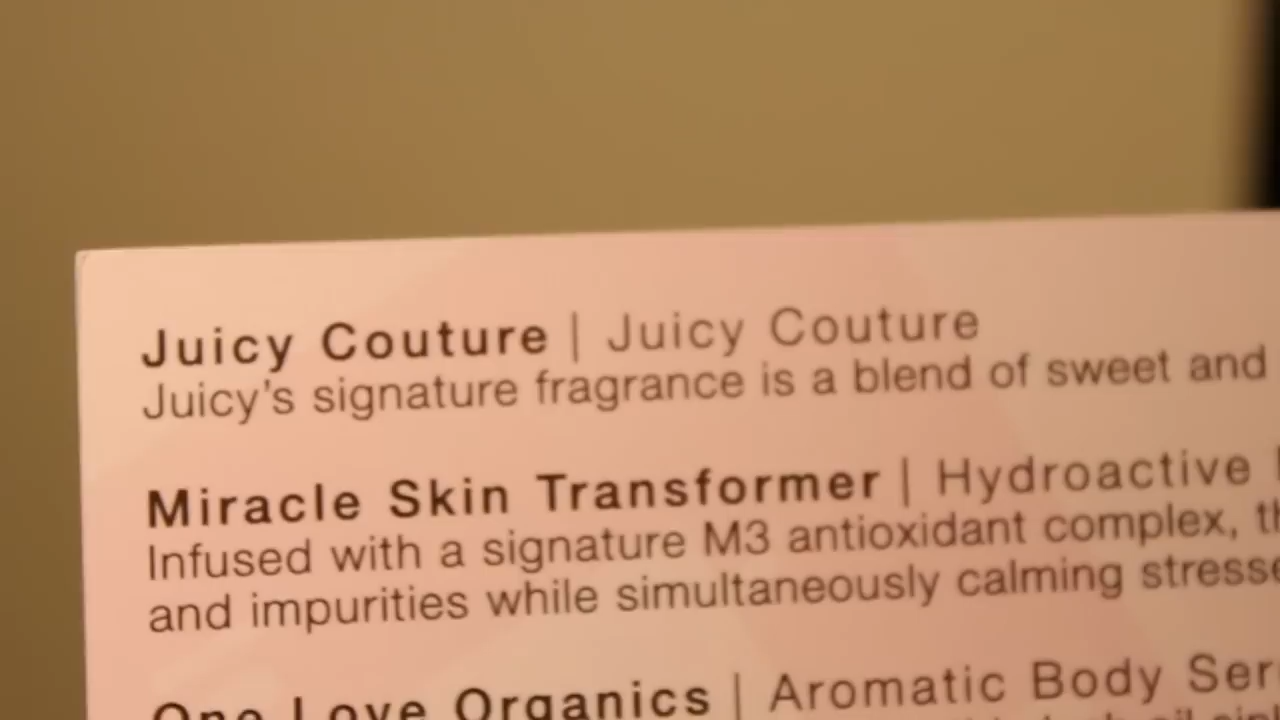 Juicy Couture | Juicy Couture
Juicy's signature fragrance is a blend of sweet and
Miracle Skin Transformer | Hydroactive
Infused with a signature M3 antioxidant complex,
and impurities while simultaneously calming
One Love Organics | Aromatic Body